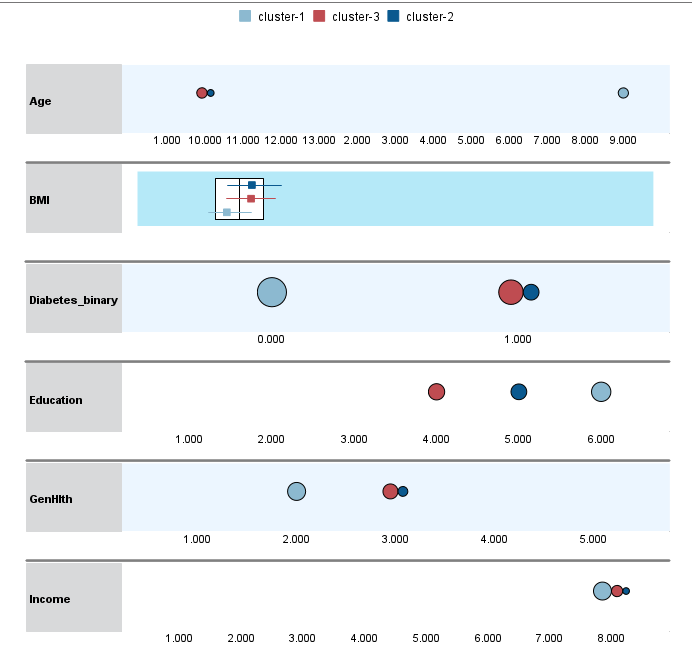 cluster-1 cluster-3 cluster-2
Age
1.000 10.000 11.000 12.000 13.000 2.000 3.000 4.000 5.000 6.000 7.000 8.000 9.000
BMI
Diabetes_binary
0.000 1.000
Education
1.000 2.000 3.000 4.000 5.000 6.000
GenHlth
1.000 2.000 3.000 4.000 5.000
Income
1.000 2.000 3.000 4.000 5.000 6.000 7.000 8.000